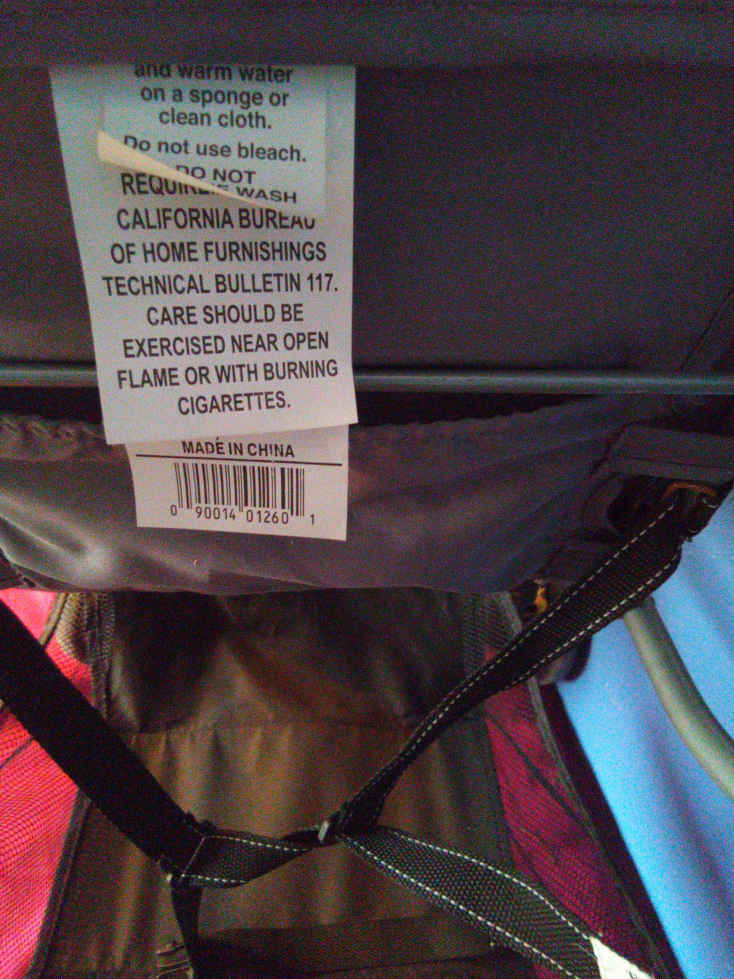 and warm water
on a sponge or
clean cloth.
Do not use bleach.
DO NOT
WASH
CALIFORNIA BUREAU
OF HOME FURNISHINGS
TECHNICAL BULLETIN 117.
CARE SHOULD BE
EXERCISED NEAR OPEN
FLAME OR WITH BURNING
CIGARETTES.
MADE IN CHINA
0 90014 01260 1